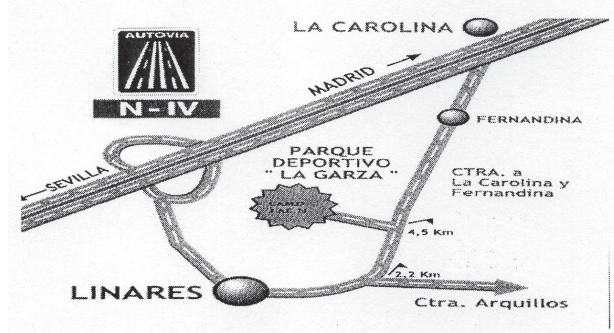 LA CAROLINA
AUTOVIA
N-IV
MADRID
FERNANDINA
PARQUE
DEPORTIVO
" LA GARZA "
SEVILLA
CTRA. a
La Carolina y
Fernandina
4,5 Km
2,2 Km
LINARES
Ctra. Arquillos